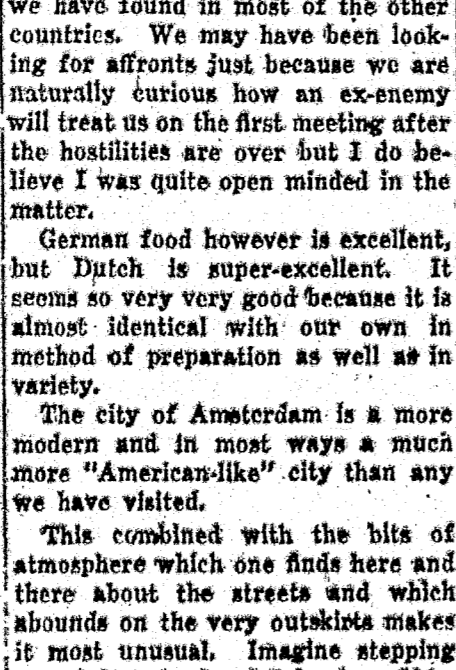 we have found in most of the other
countries. We may have been look-
ing for affronts just because we are
naturally curious how an ex-enemy
will treat us on the first meeting after
the hostilities are over but I do be-
lieve I was quite open minded in the
matter.
German food however is excellent,
but Dutch is super-excellent. It
seems so very very good because it is
almost identical with our own in
method of preparation as well as in
variety.
The city of Amsterdam is a more
modern and in most ways a much
more "American-like" city than any
we have visited.
This combined with the bits of
atmosphere which one finds here and
there about the streets and which
abounds on the very outskirts makes
it most unusual. Imagine stepping